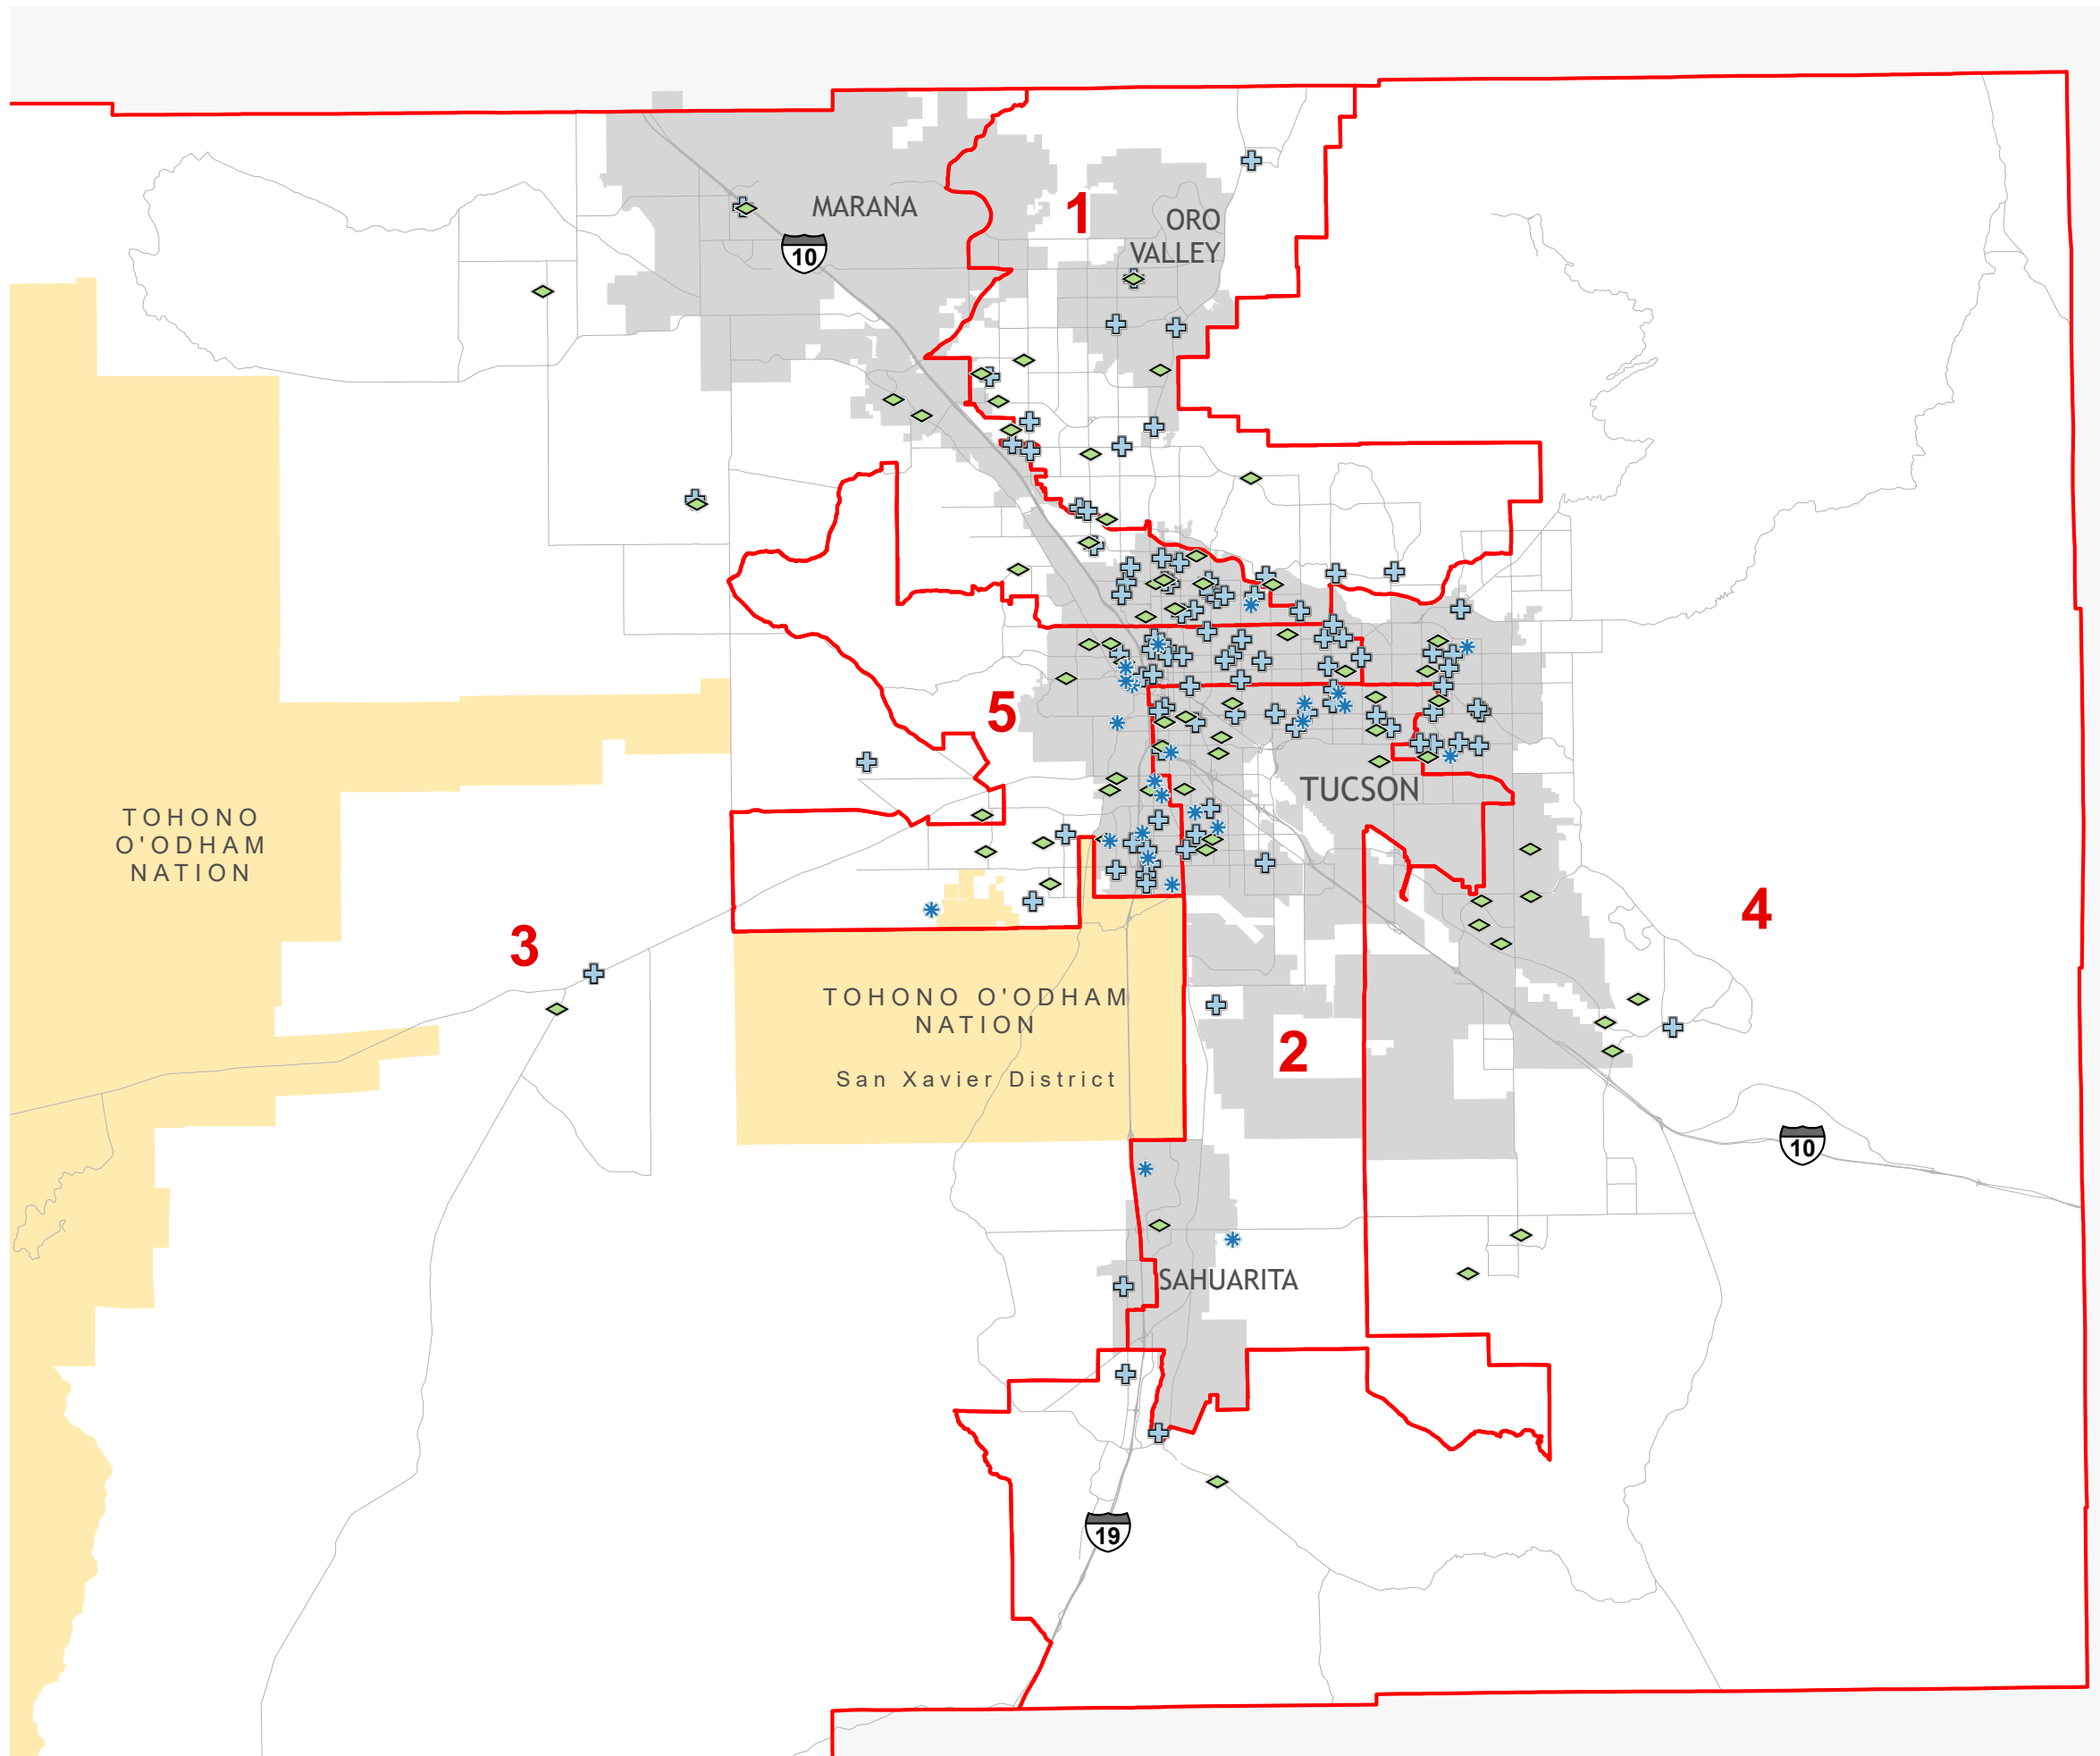 MARANA
1
ORO
VALLEY
10
5
TUCSON
TOHONO
O'ODHAM
NATION
4
3
TOHONO O'ODHAM
NATION
San Xavier District
2
10
SAHUARITA
19